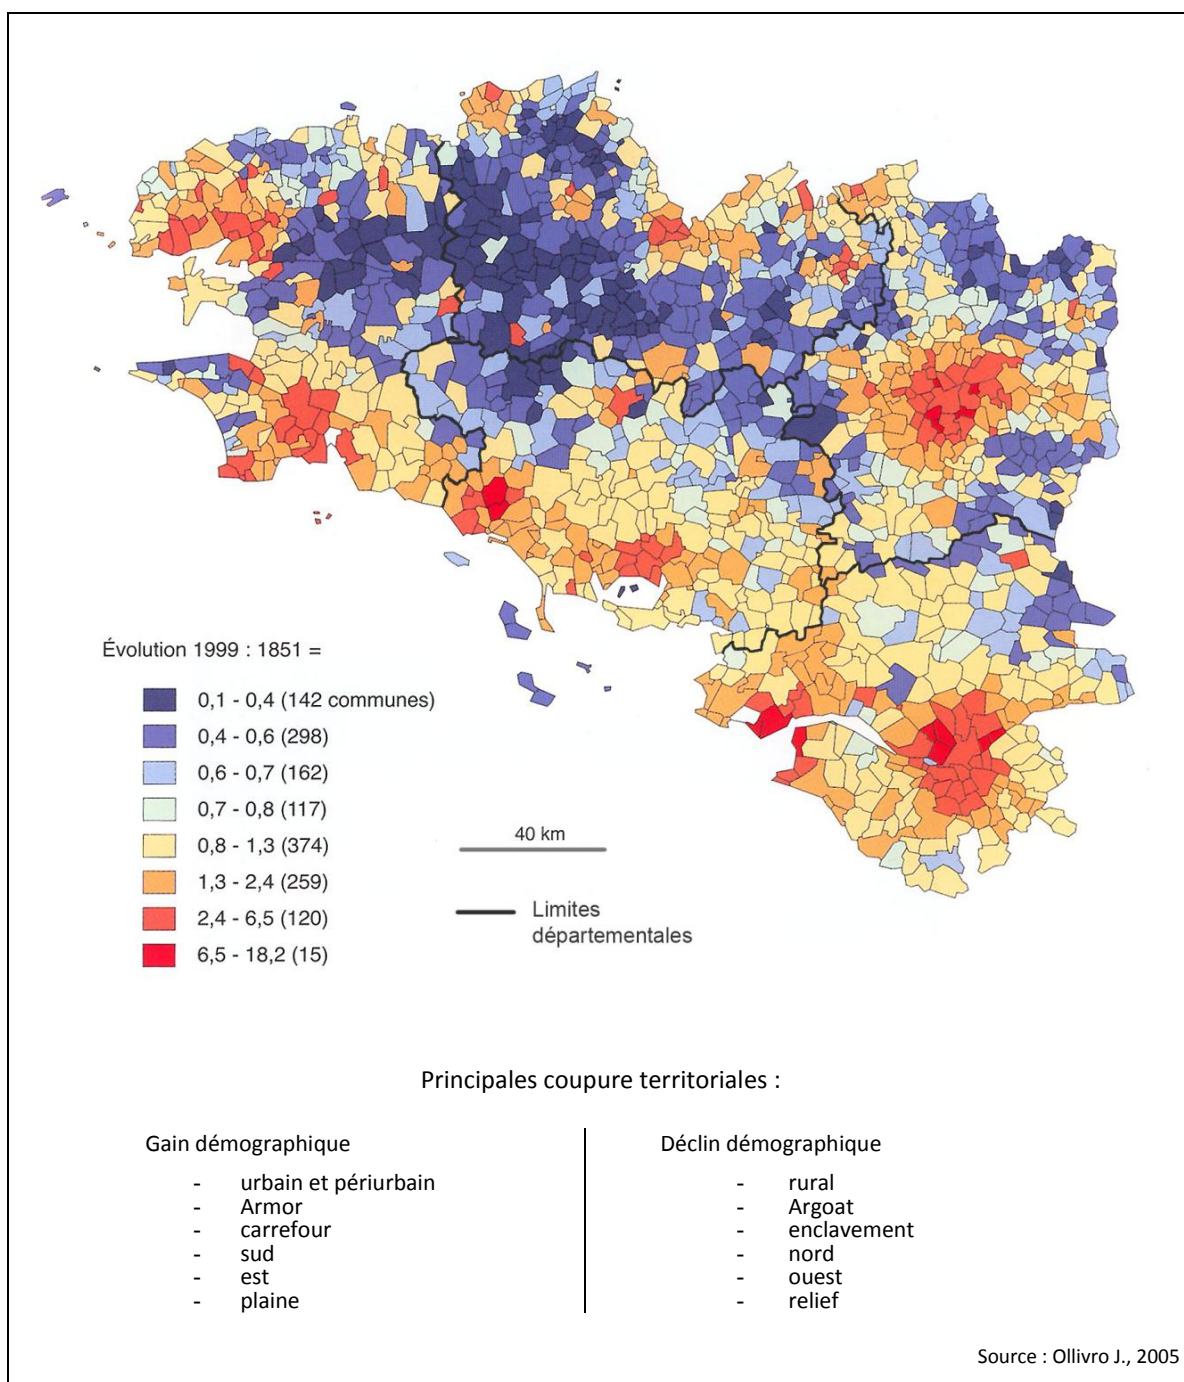 Évolution 1999 : 1851 =
0,1 - 0,4 (142 communes)
0,4 - 0,6 (298)
0,6 - 0,7 (162)
0,7 - 0,8 (117)
0,8 - 1,3 (374)
1,3 - 2,4 (259)
2,4 - 6,5 (120)
6,5 - 18,2 (15)
40 km
Limites
départementales
Principales coupure territoriales :
Gain démographique
- urbain et périurbain
- Armor
- carrefour
- sud
- est
- plaine
Déclin démographique
- rural
- Argoat
- enclavement
- nord
- ouest
- relief
Source : Ollivro J., 2005